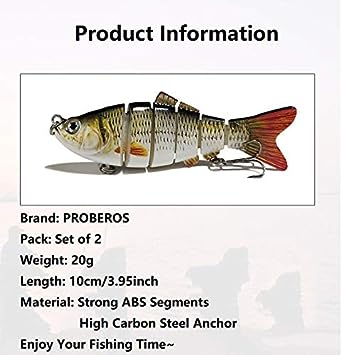 Product Information
Brand: PROBEROS
Pack: Set of 2
Weight: 20g
Length: 10cm/3.95inch
Material: Strong ABS Segments
High Carbon Steel Anchor
Enjoy Your Fishing Time~